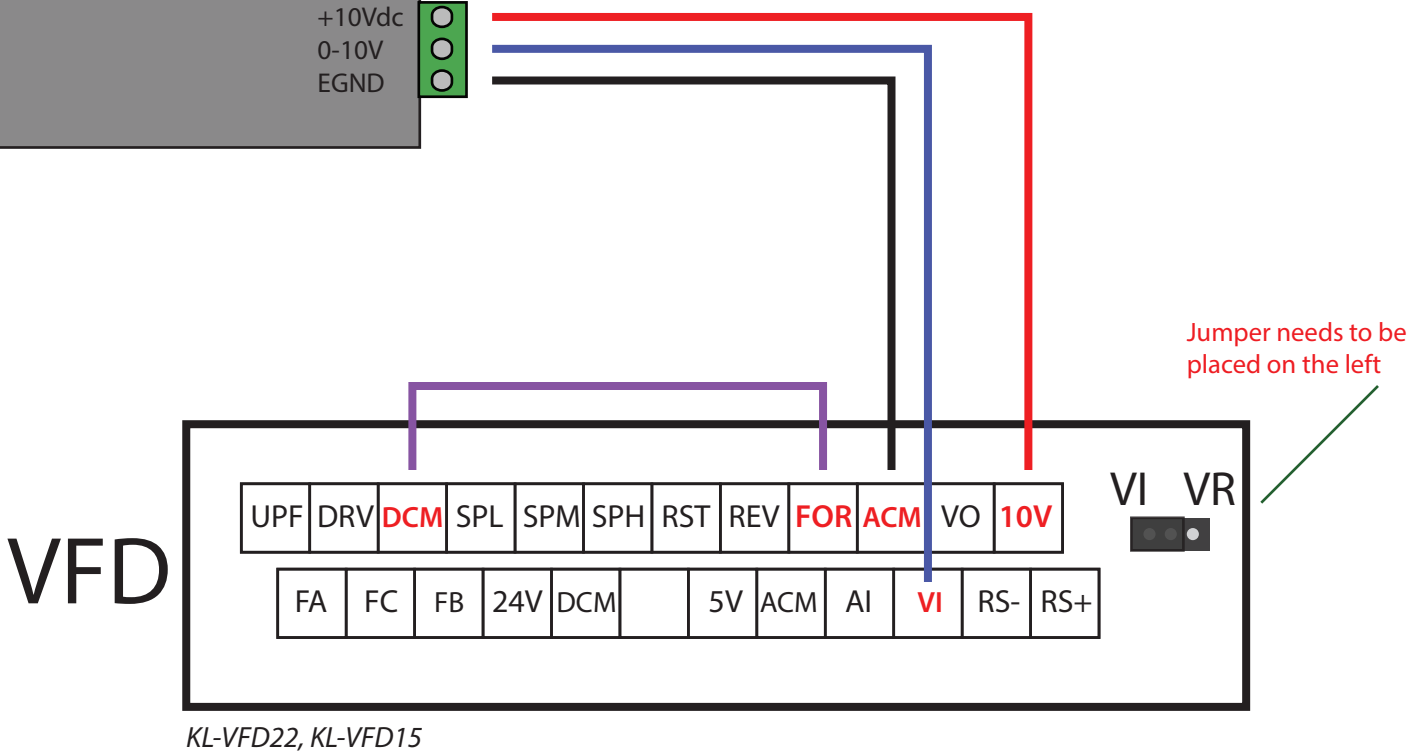 +10Vdc
0-10V
EGND
Jumper needs to be
placed on the left
VI VR
UPF DRV DCM SPL SPM SPH RST REV FOR ACM VO 10V
VFD
FA FC FB 24V DCM 5V ACM AI VI RS- RS+
KL-VFD22, KL-VFD15